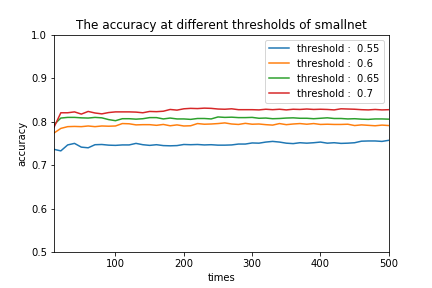 The accuracy at different thresholds of smallnet
1.0
0.9
0.8
0.7
0.6
0.5
accuracy
threshold : 0.55
threshold : 0.6
threshold : 0.65
threshold : 0.7
100
200
300
400
500
times